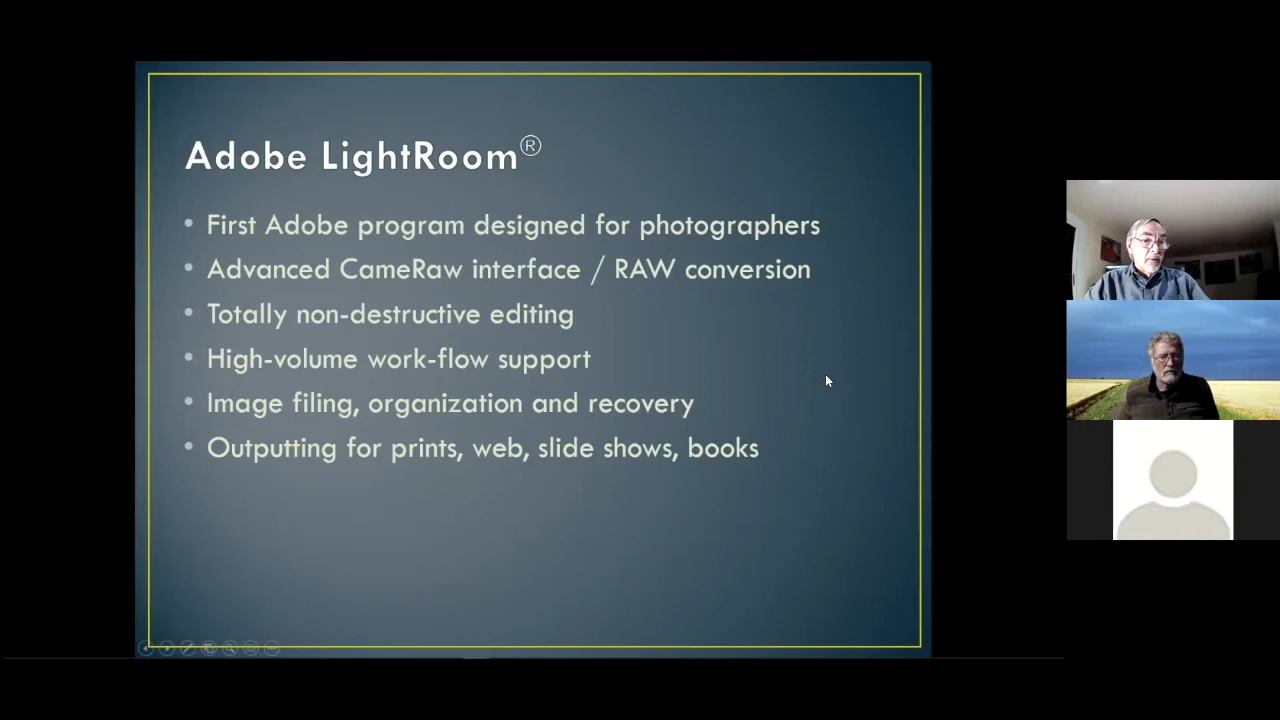 Adobe LightRoom®
• First Adobe program designed for photographers
• Advanced CameRaw interface / RAW conversion
• Totally non-destructive editing
• High-volume work-flow support
• Image filing, organization and recovery
• Outputting for prints, web, slide shows, books